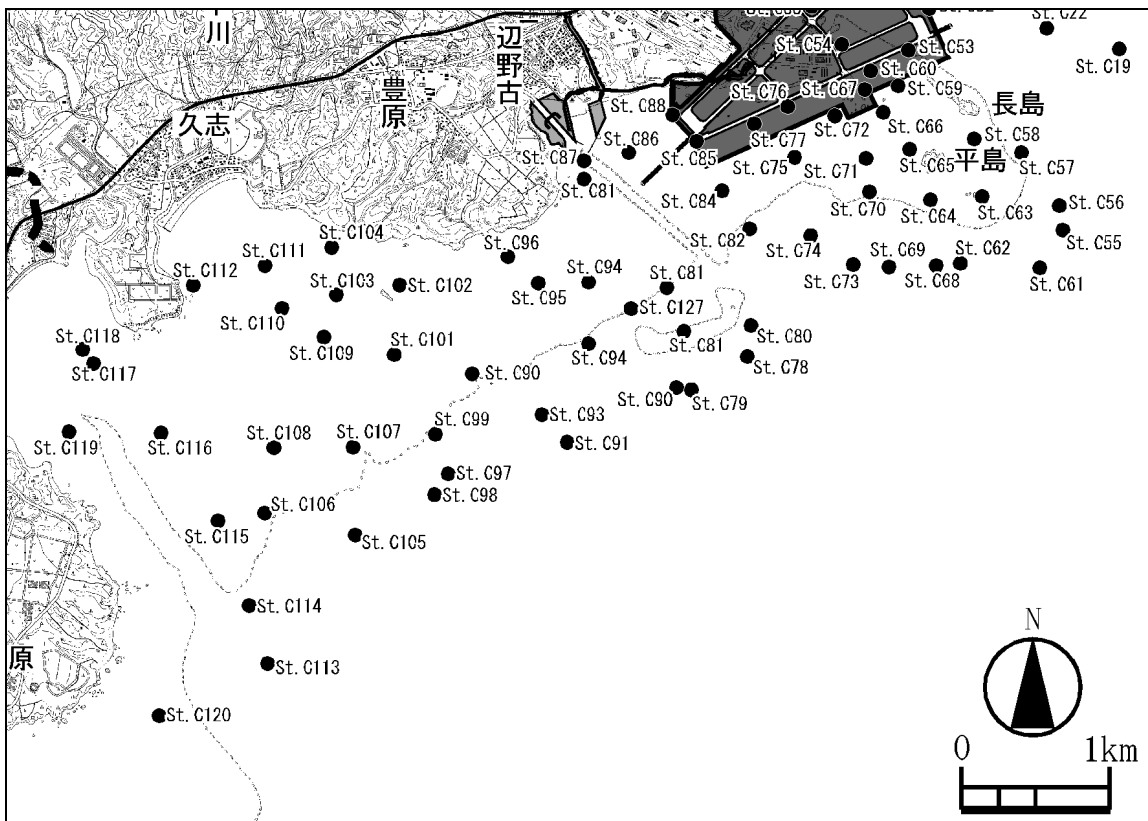 川
辺野古
豊原
久志
長島
平島
原
St. C22
St. C19
St. C54
St. C53
St. C60
St. C59
St. C67
St. C76
St. C88
St. C72
St. C66
St. C58
St. C86
St. C77
St. C65
St. C57
St. C87
St. C85
St. C75
St. C71
St. C81
St. C84
St. C70
St. C64
St. C63
St. C56
St. C55
St. C82
St. C74
St. C69
St. C62
St. C73
St. C68
St. C61
St. C104
St. C96
St. C111
St. C112
St. C103
St. C102
St. C95
St. C94
St. C81
St. C127
St. C110
St. C109
St. C101
St. C94
St. C81
St. C80
St. C78
St. C118
St. C117
St. C90
St. C90
St. C79
St. C93
St. C99
St. C91
St. C119
St. C116
St. C108
St. C107
St. C97
St. C98
St. C106
St. C115
St. C105
St. C114
St. C113
St. C120
N
0
1km